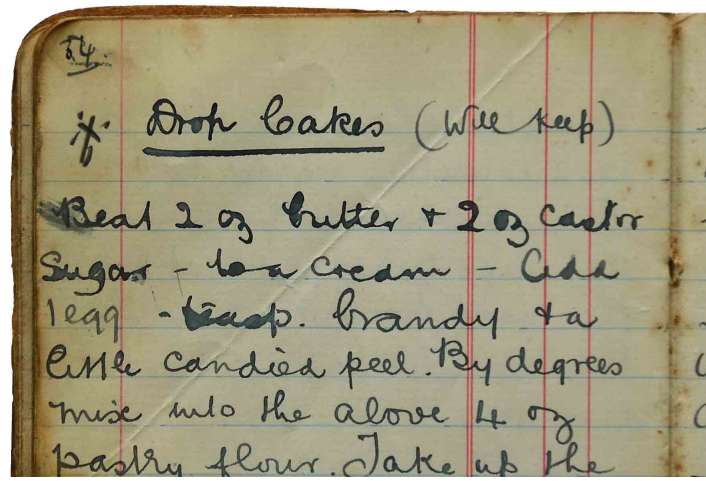 54.
Drop Cakes (Will keep)
Beat 2 oz butter + 2 oz castor
Sugar - to a cream - Add
1 egg - teasp. brandy + a
little candied peel. By degrees
mix into the above 4 oz
pastry flour. Take up the